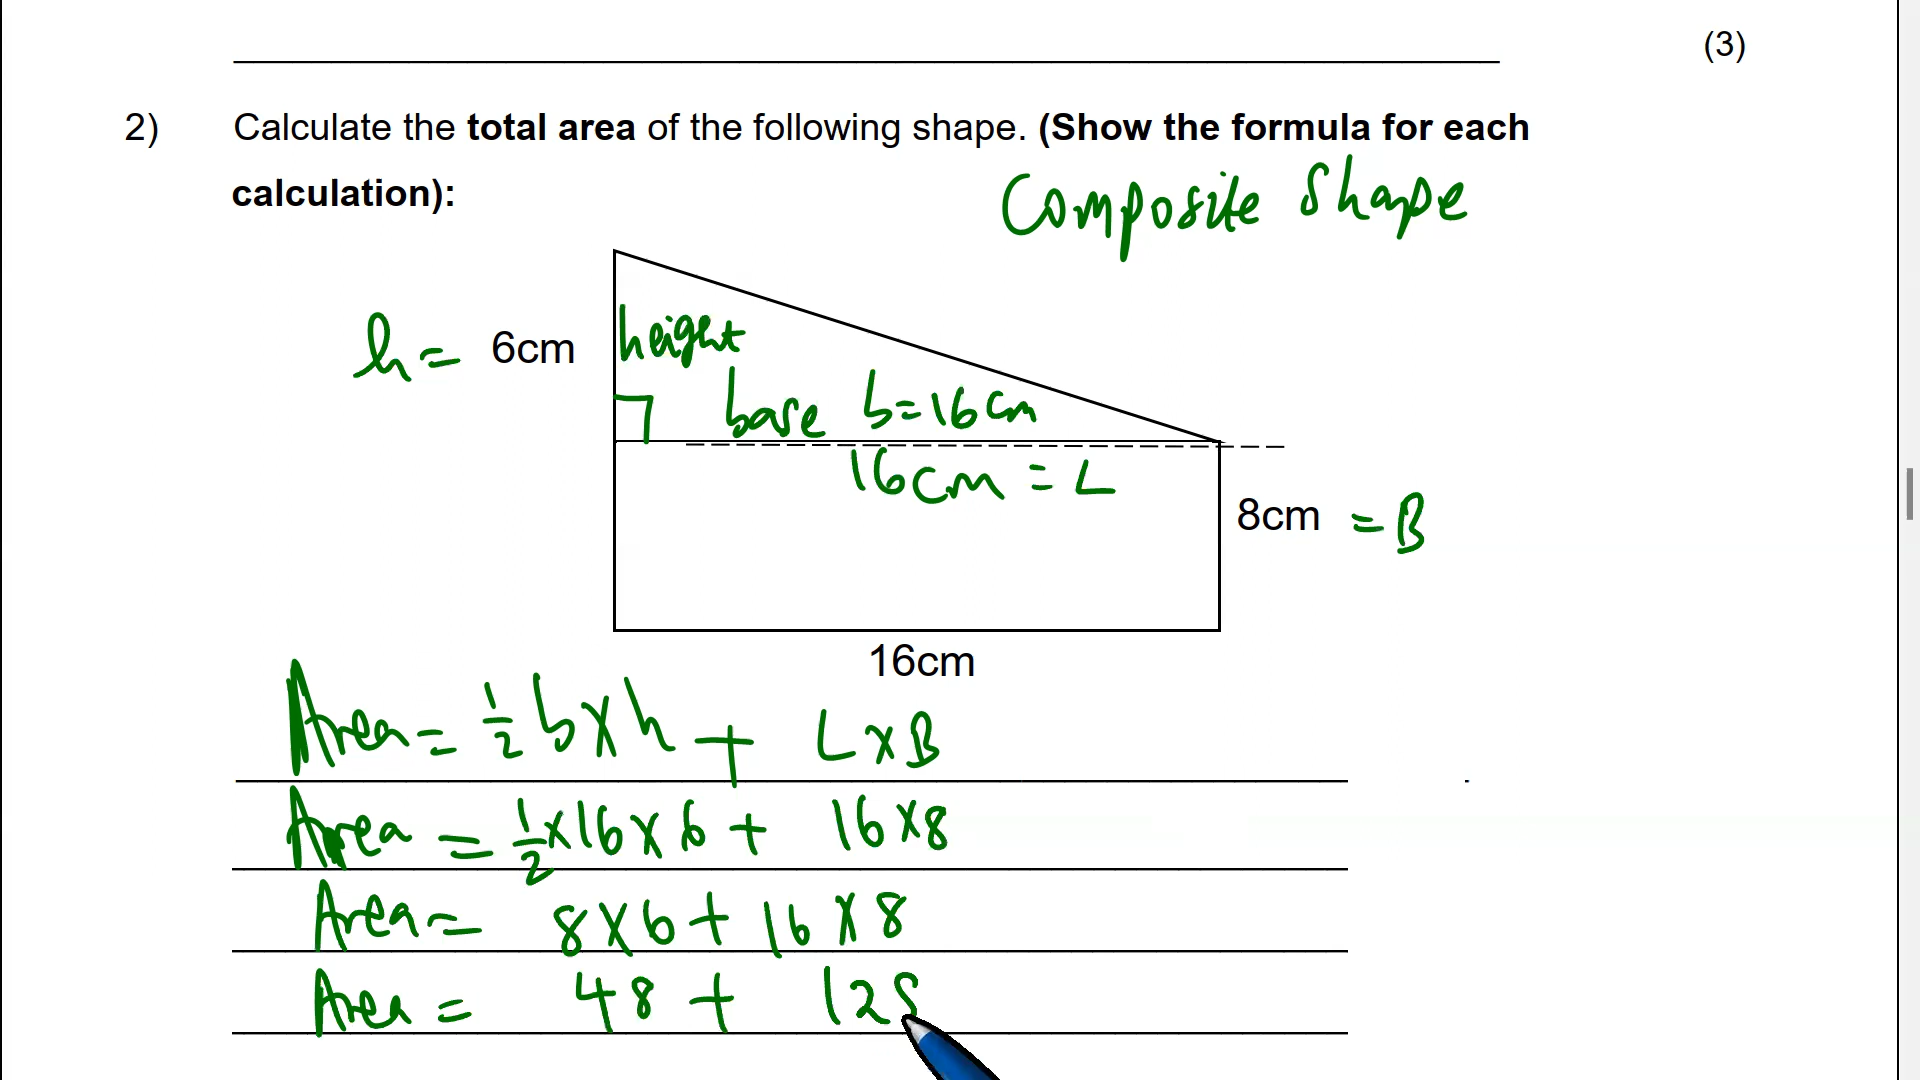 (3)
2) Calculate the total area of the following shape. (Show the formula for each
calculation):
Composite Shape
h = 6cm
height
base b=16cm
16cm = L
8cm = B
16cm
Area = 1/2 b x h + L x B
Area = 1/2 x 16 x 6 + 16 x 8
Area = 8 x 6 + 16 x 8
Area = 48 + 128